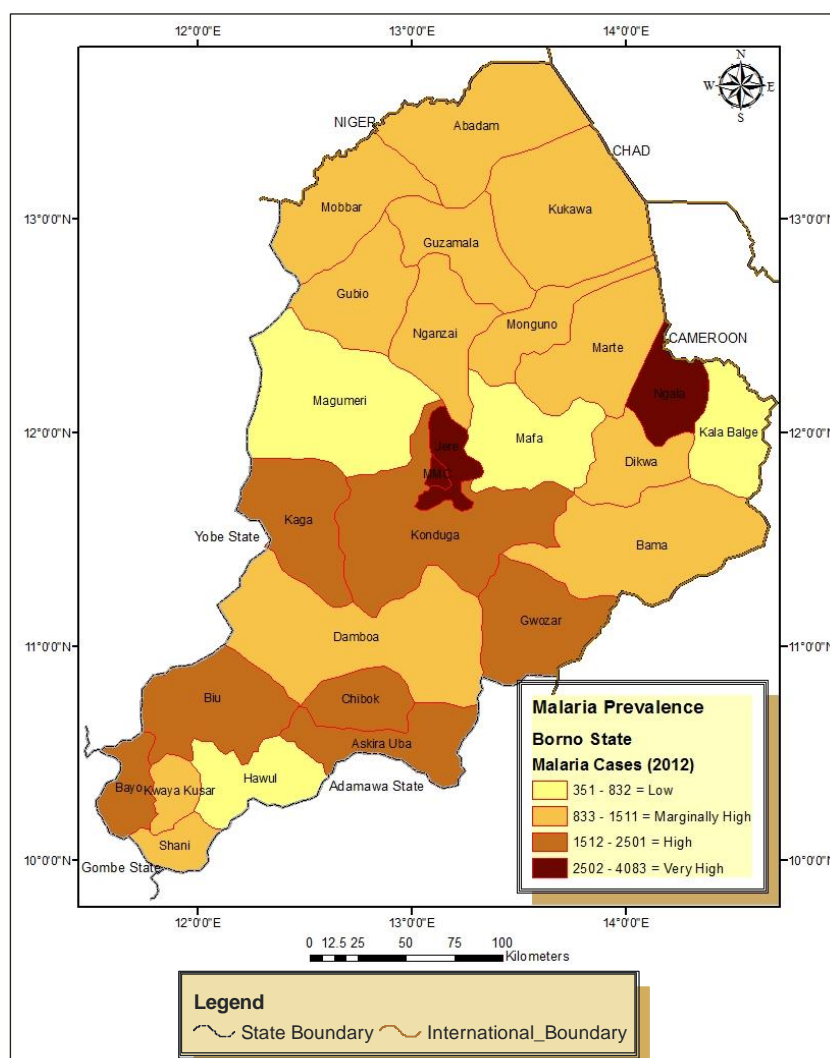 12°0'0"E 13°0'0"E 14°0'0"E
N
W E
S
NIGER
Abadam
CHAD
13°0'0"N 13°0'0"N
Mobbar
Kukawa
Guzamala
Gubio
Nganzai
Monguno
Marte
CAMEROON
Magumeri
Ngala
12°0'0"N 12°0'0"N
Jere
Mafa
Kala Balge
MMC
Dikwa
Kaga
Konduga
Yobe State
Bama
Gwozar
11°0'0"N 11°0'0"N
Damboa
Biu
Chibok
Askira Uba
Hawul
Bayo
Kwaya Kusar
Adamawa State
Shani
10°0'0"N 10°0'0"N
Gombe State
Malaria Prevalence
Borno State
Malaria Cases (2012)
351 - 832 = Low
833 - 1511 = Marginally High
1512 - 2501 = High
2502 - 4083 = Very High
12°0'0"E 13°0'0"E 14°0'0"E
0 12.5 25 50 75 100
Kilometers
Legend
State Boundary International_Boundary